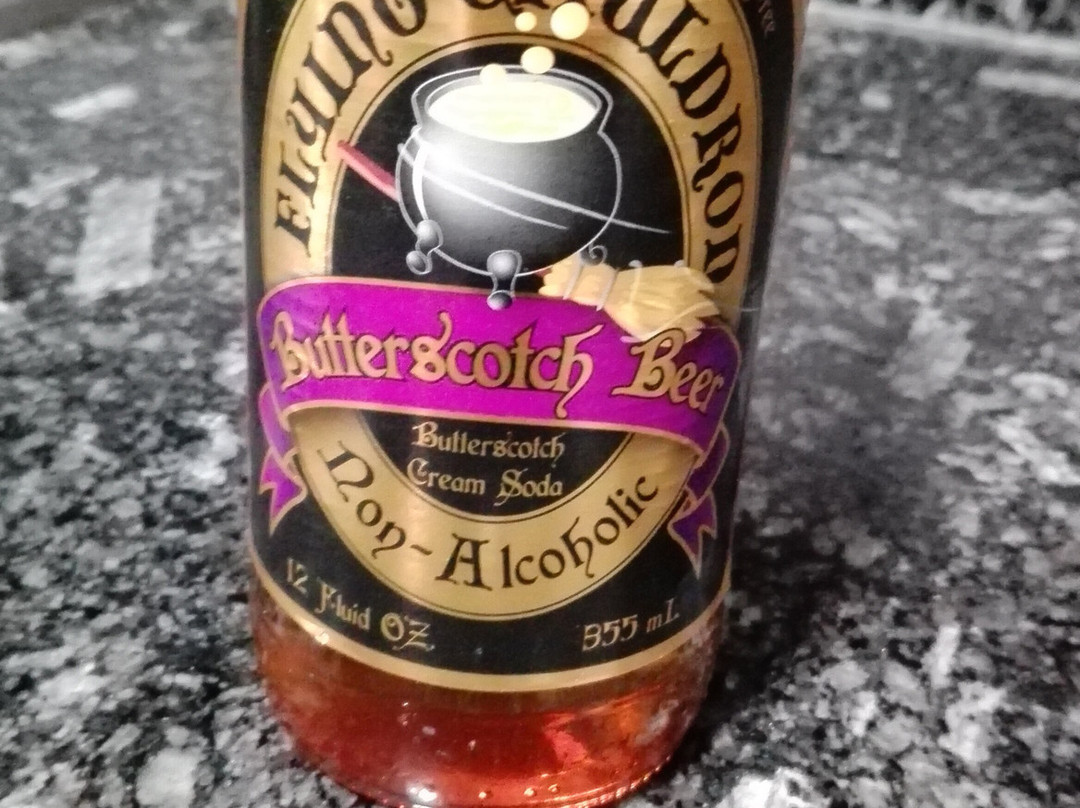 FLYING CAULDRON
Butterscotch Beer
Butterscotch
Cream Soda
Non-Alcoholic
12 Fluid OZ
355 mL